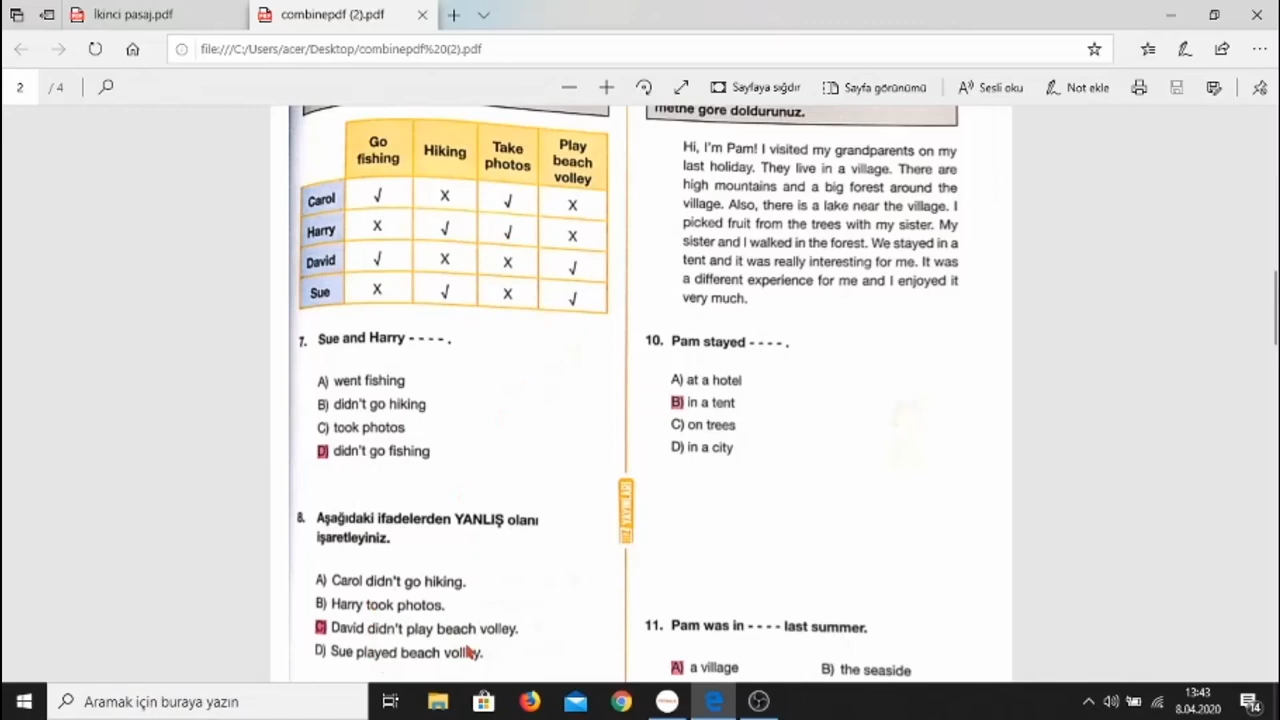 İkinci pasaj.pdf
combinepdf (2).pdf
file:///C:/Users/acer/Desktop/combinepdf%20(2).pdf
2 / 4
Sayfaya sığdır
Sayfa görünümü
Sesli oku
Not ekle
Go fishing
Hiking
Take photos
Play beach volley
Carol √ X √ X
Harry X √ √ X
David √ X X √
Sue X √ X √
7. Sue and Harry - - - - .
A) went fishing
B) didn't go hiking
C) took photos
D) didn't go fishing
8. Aşağıdaki ifadelerden YANLIŞ olanı
işaretleyiniz.
A) Carol didn't go hiking.
B) Harry took photos.
C) David didn't play beach volley.
D) Sue played beach volley.
metne göre doldurunuz.
Hi, I'm Pam! I visited my grandparents on my
last holiday. They live in a village. There are
high mountains and a big forest around the
village. Also, there is a lake near the village. I
picked fruit from the trees with my sister. My
sister and I walked in the forest. We stayed in a
tent and it was really interesting for me. It was
a different experience for me and I enjoyed it
very much.
10. Pam stayed - - - - .
A) at a hotel
B) in a tent
C) on trees
D) in a city
11. Pam was in - - - - last summer.
A) a village
B) the seaside
Aramak için buraya yazın
13:43
8.04.2020
14